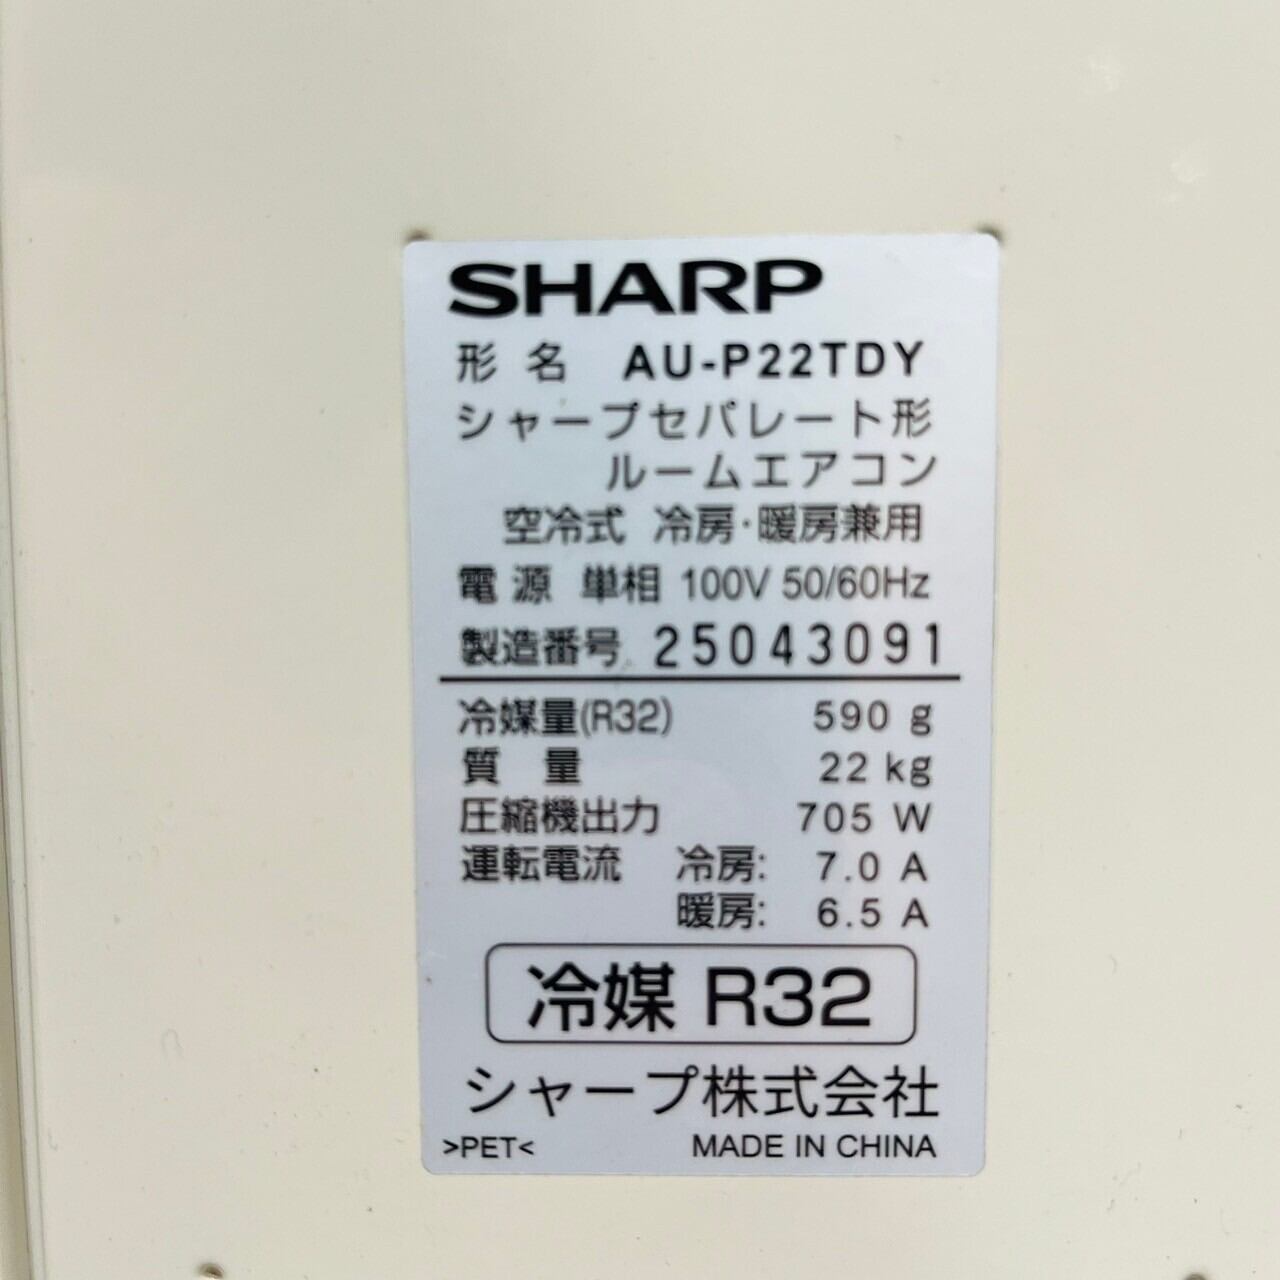 SHARP
形名 AU-P22TDY
シャープセパレート形
ルームエアコン
空冷式 冷房・暖房兼用
電源 単相 100V 50/60Hz
製造番号 25043091
冷媒量(R32) 590 g
質量 22 kg
圧縮機出力 705 W
運転電流 冷房: 7.0 A
暖房: 6.5 A
冷媒 R32
シャープ株式会社
>PET< MADE IN CHINA